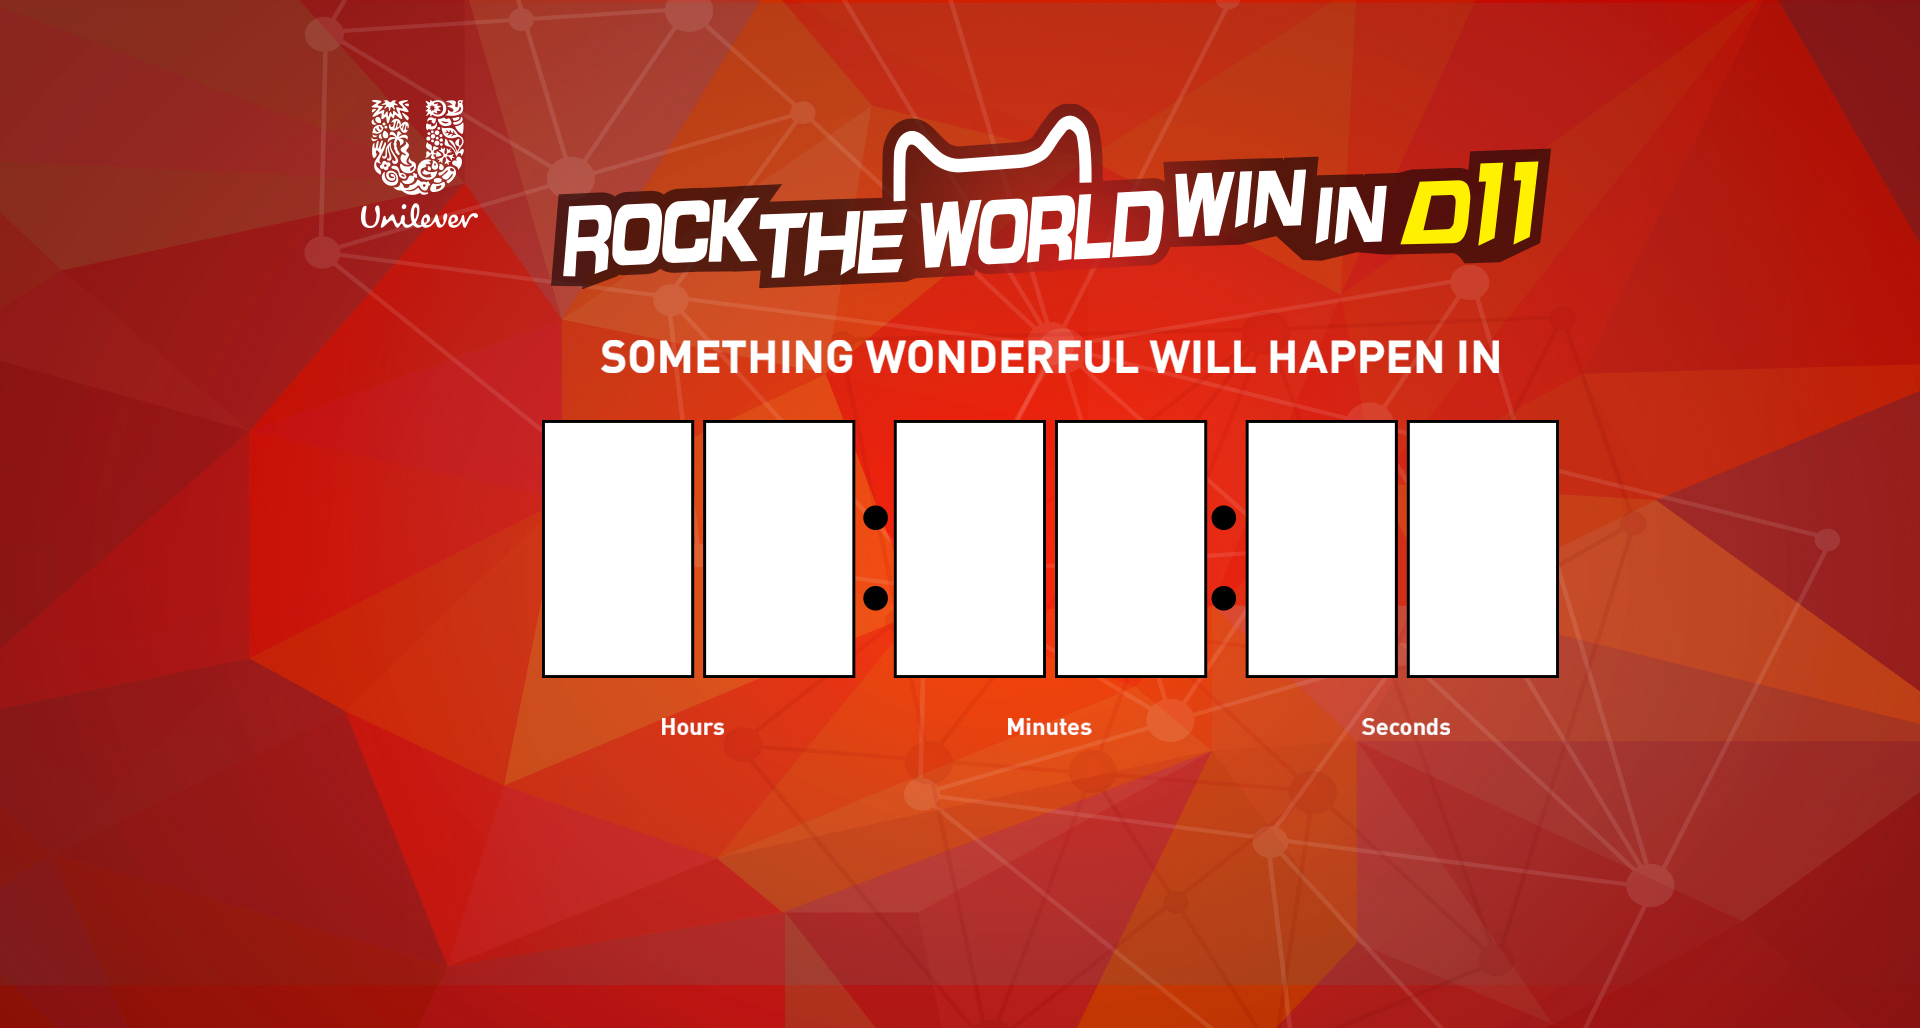 Unilever
ROCK THE WORLD WIN IN D11
SOMETHING WONDERFUL WILL HAPPEN IN
: :
Hours Minutes Seconds